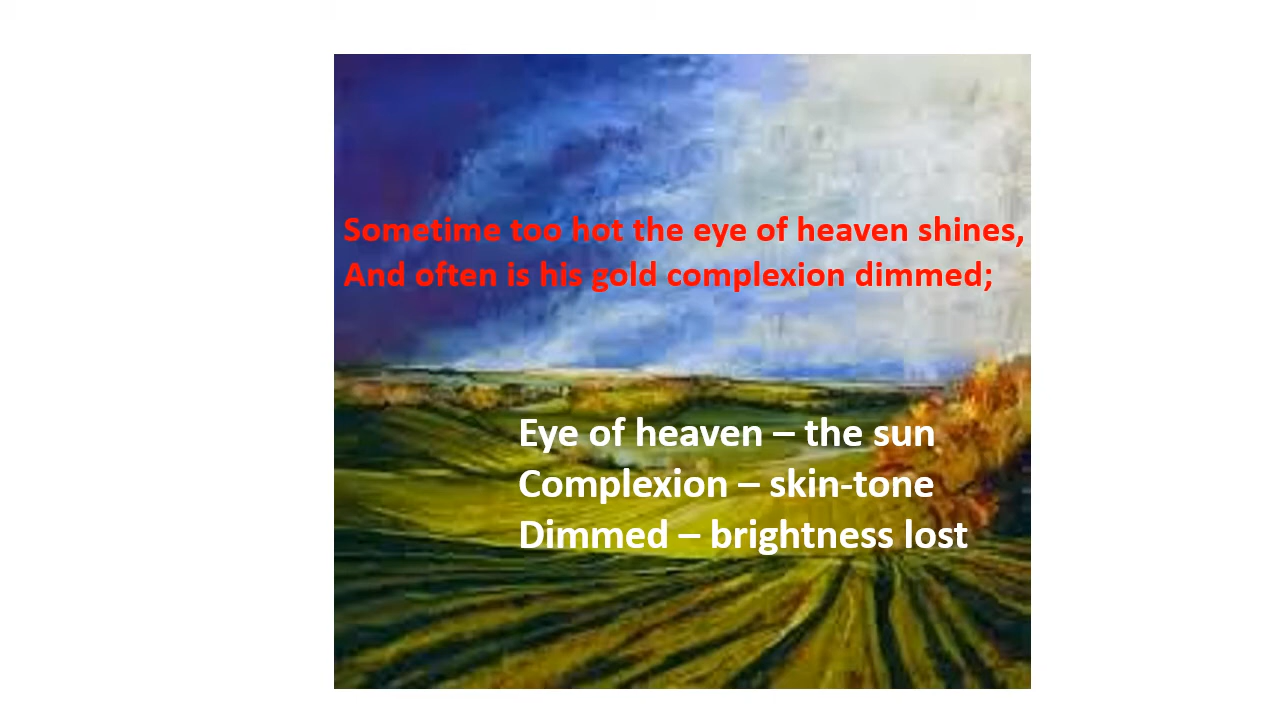 Sometime too hot the eye of heaven shines,
And often is his gold complexion dimmed;
Eye of heaven – the sun
Complexion – skin-tone
Dimmed – brightness lost